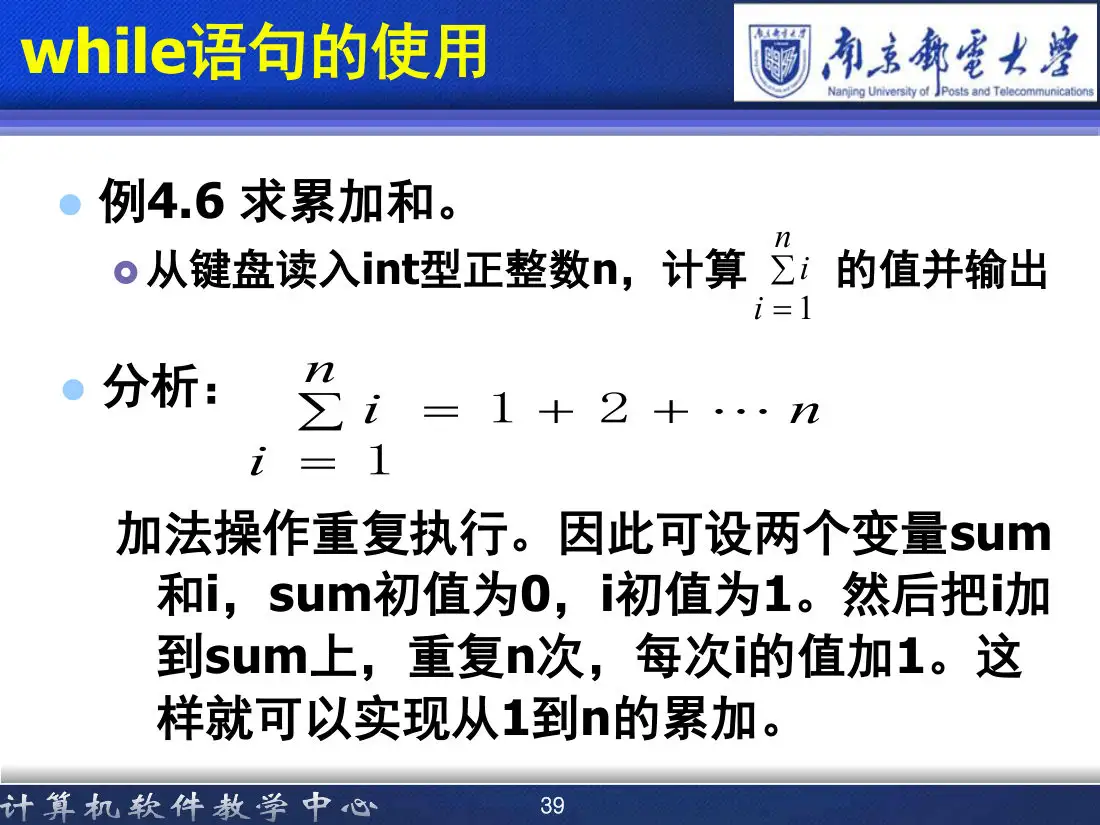 while语句的使用
南京邮电大学
Nanjing University of Posts and Telecommunications
例4.6 求累加和。
从键盘读入int型正整数n，计算 n∑i i=1 的值并输出
分析：
n
∑ i = 1 + 2 + ⋯ n
i = 1
加法操作重复执行。因此可设两个变量sum
和i，sum初值为0，i初值为1。然后把i加
到sum上，重复n次，每次i的值加1。这
样就可以实现从1到n的累加。
计算机软件教学中心
39